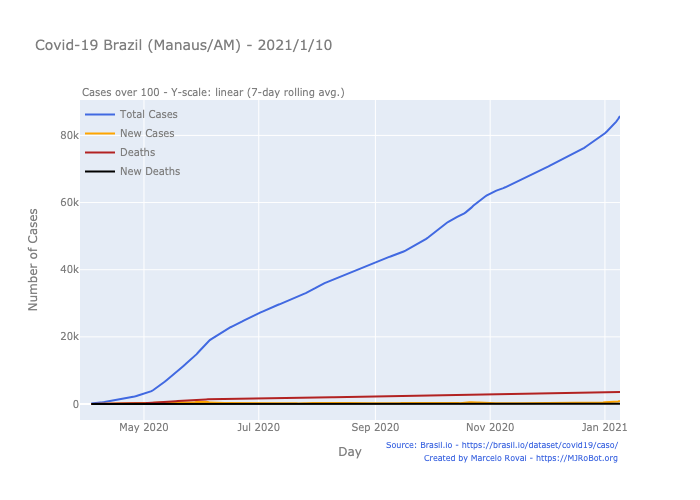 Covid-19 Brazil (Manaus/AM) - 2021/1/10
Cases over 100 - Y-scale: linear (7-day rolling avg.)
Total Cases
New Cases
Deaths
New Deaths
80k
60k
40k
20k
0
Number of Cases
May 2020
Jul 2020
Sep 2020
Nov 2020
Jan 2021
Day
Source: Brasil.io - https://brasil.io/dataset/covid19/caso/
Created by Marcelo Rovai - https://MJRoBot.org